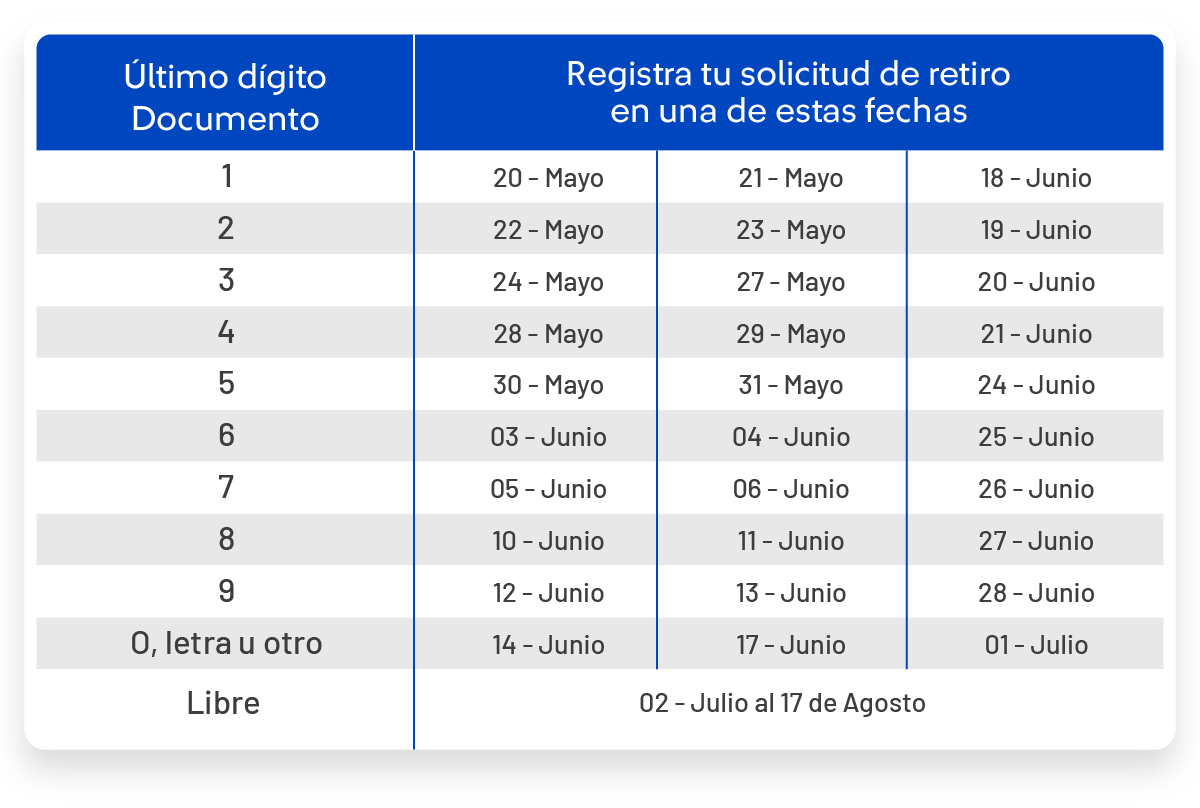 Último dígito
Documento
Registra tu solicitud de retiro
en una de estas fechas
1 20 - Mayo 21 - Mayo 18 - Junio
2 22 - Mayo 23 - Mayo 19 - Junio
3 24 - Mayo 27 - Mayo 20 - Junio
4 28 - Mayo 29 - Mayo 21 - Junio
5 30 - Mayo 31 - Mayo 24 - Junio
6 03 - Junio 04 - Junio 25 - Junio
7 05 - Junio 06 - Junio 26 - Junio
8 10 - Junio 11 - Junio 27 - Junio
9 12 - Junio 13 - Junio 28 - Junio
0, letra u otro 14 - Junio 17 - Junio 01 - Julio
Libre 02 - Julio al 17 de Agosto